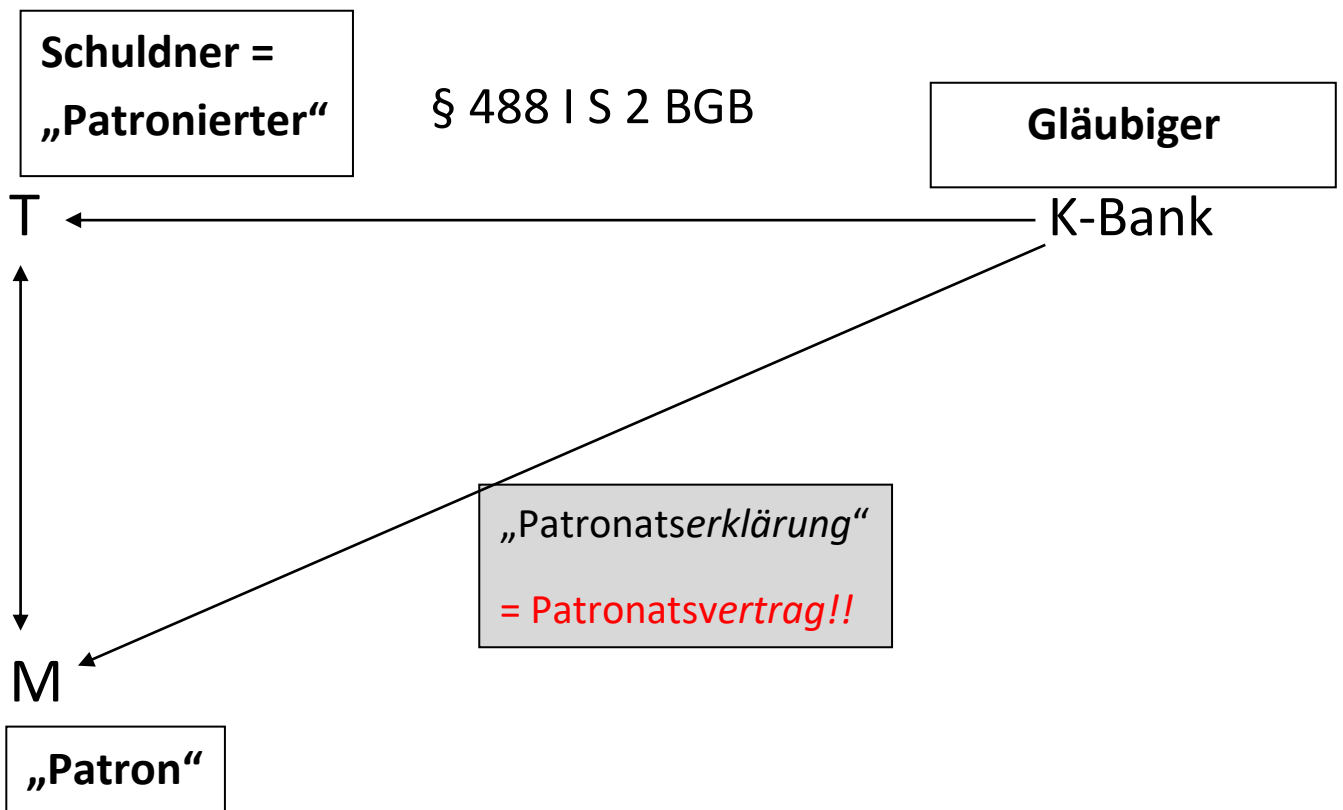 Schuldner =
„Patronierter“
§ 488 I S 2 BGB
Gläubiger
T
K-Bank
„Patronatserklärung“
= Patronatsvertrag!!
M
„Patron“